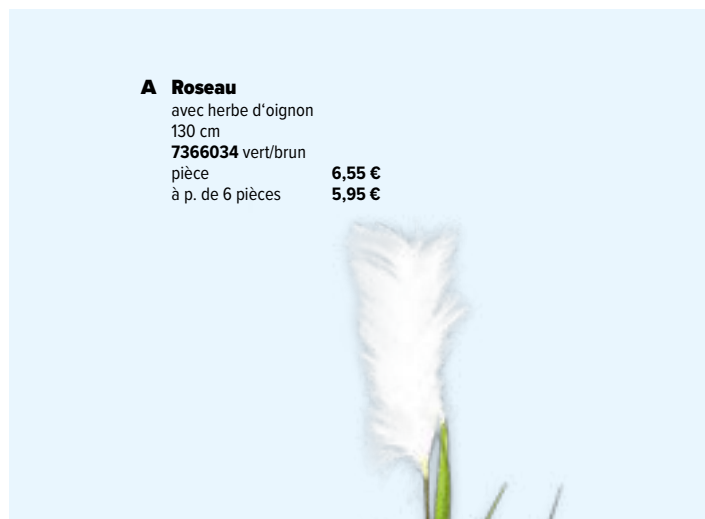 A Roseau
avec herbe d‘oignon
130 cm
7366034 vert/brun
pièce 6,55 €
à p. de 6 pièces 5,95 €